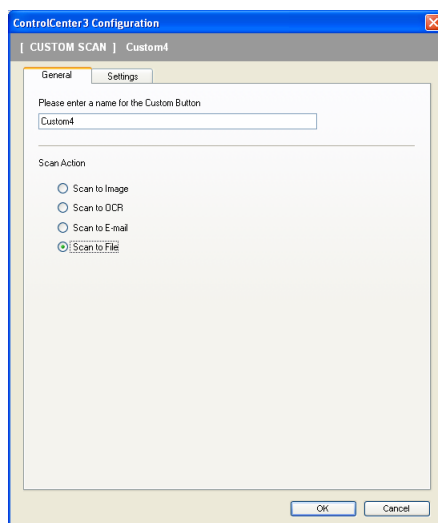 ControlCenter3 Configuration
[ CUSTOM SCAN ] Custom4
General Settings
Please enter a name for the Custom Button
Custom4
Scan Action
Scan to Image
Scan to OCR
Scan to E-mail
Scan to File
OK Cancel